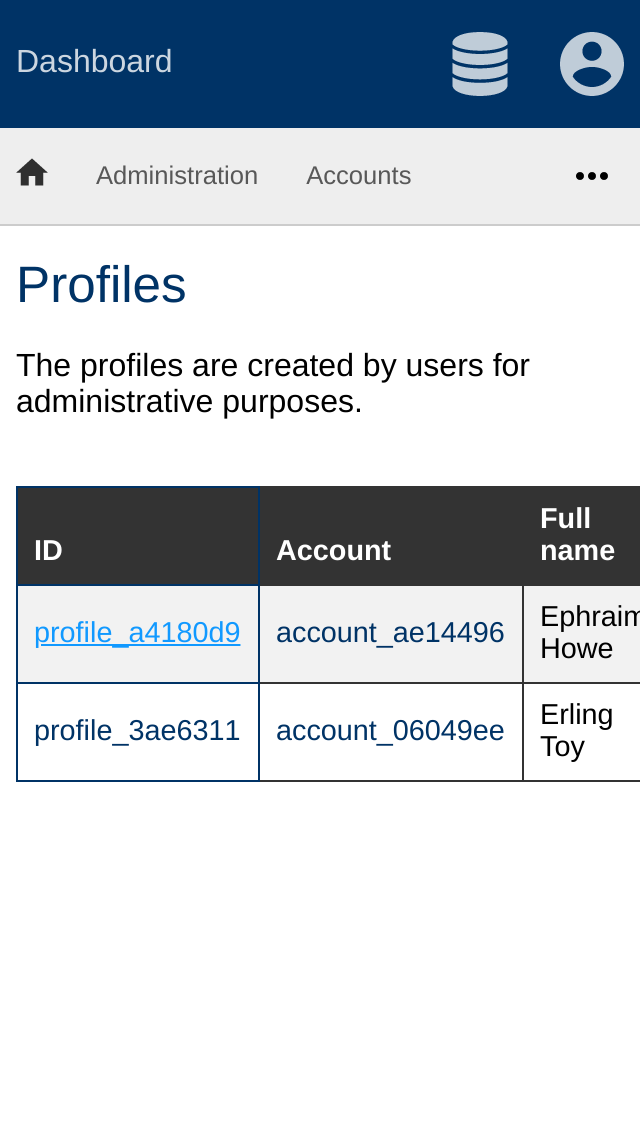 Dashboard
Administration Accounts
Profiles
The profiles are created by users for
administrative purposes.
ID Account Full name
profile_a4180d9 account_ae14496 Ephraim Howe
profile_3ae6311 account_06049ee Erling Toy